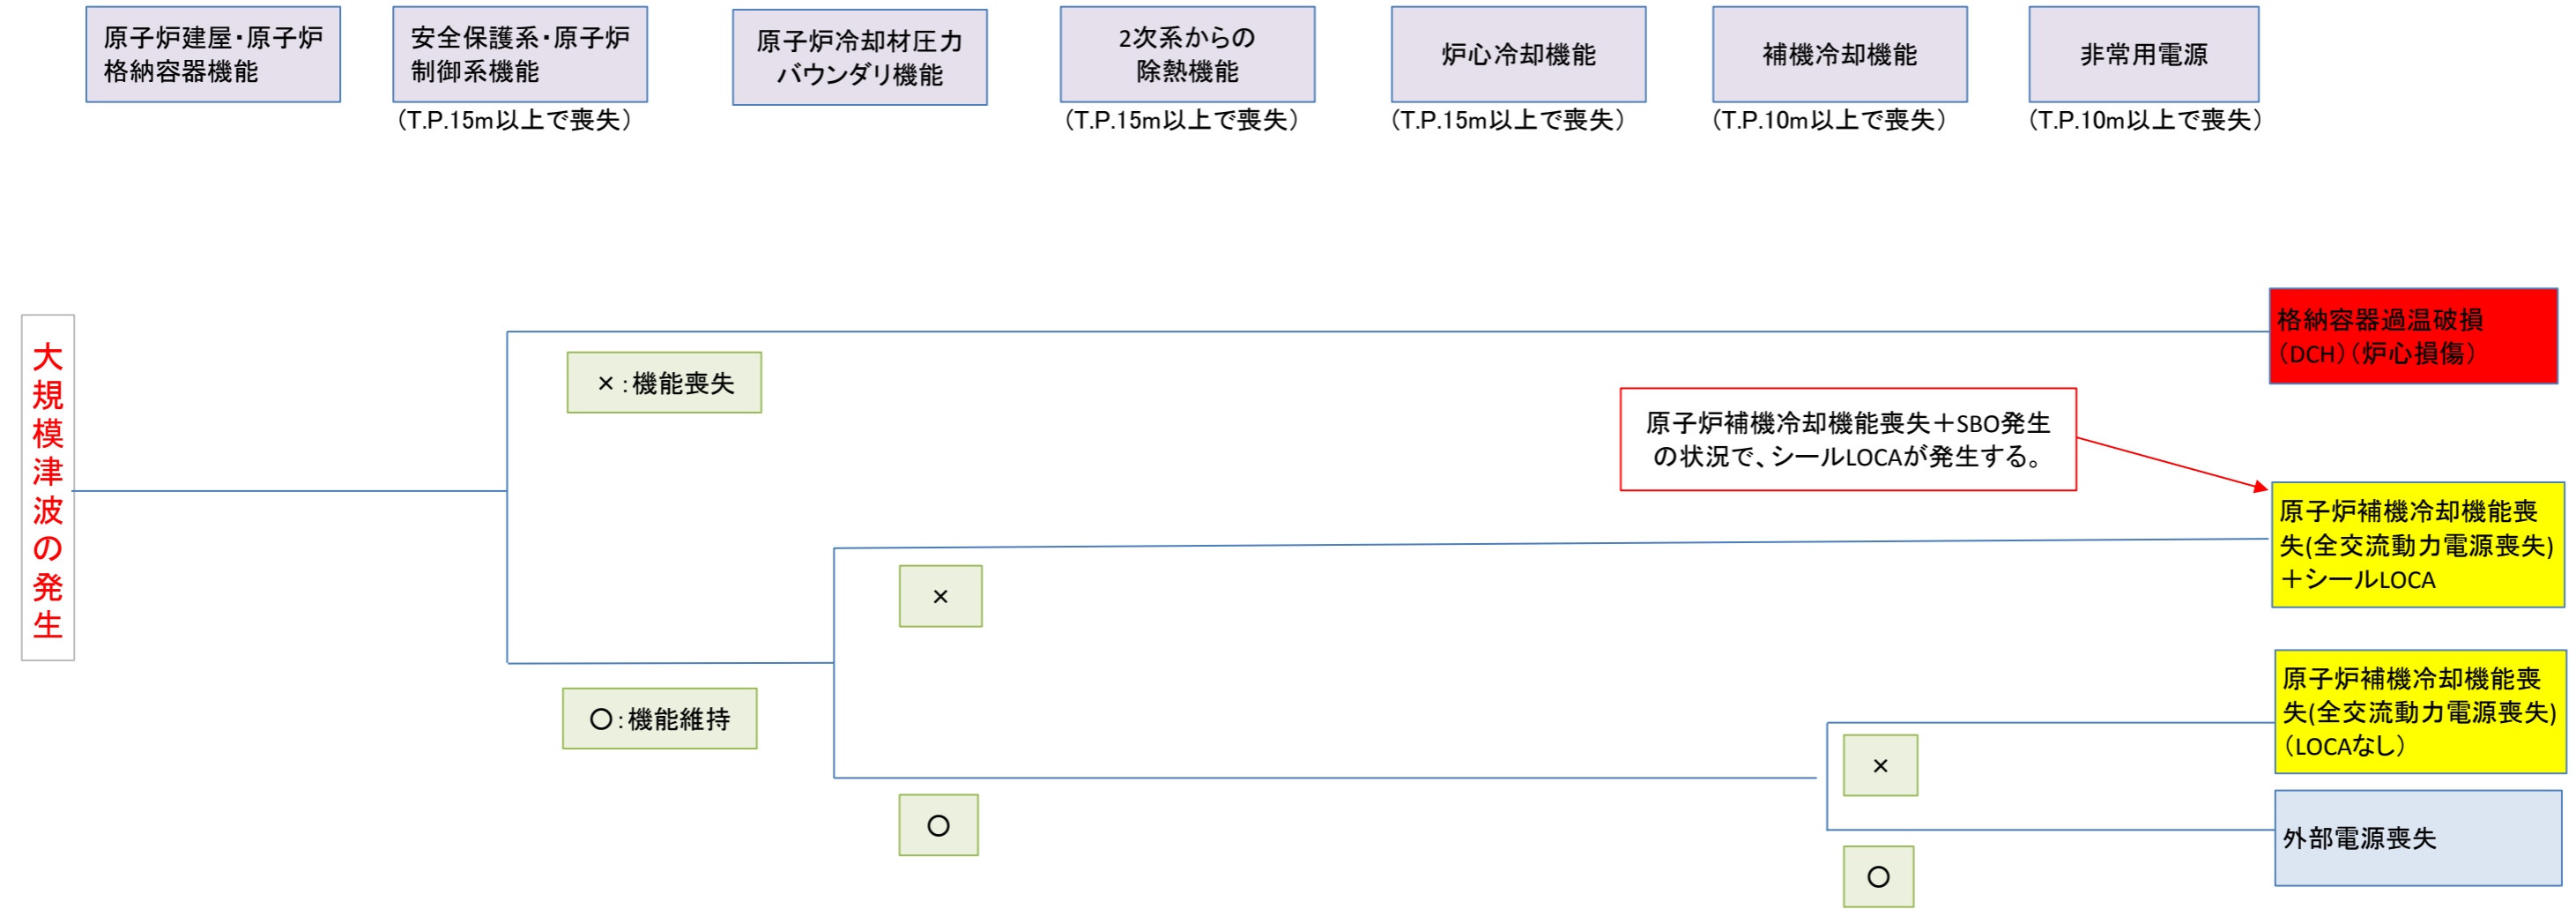 原子炉建屋・原子炉
格納容器機能
安全保護系・原子炉
制御系機能
(T.P.15m以上で喪失)
原子炉冷却材圧力
バウンダリ機能
2次系からの
除熱機能
(T.P.15m以上で喪失)
炉心冷却機能
(T.P.15m以上で喪失)
補機冷却機能
(T.P.10m以上で喪失)
非常用電源
(T.P.10m以上で喪失)
大規模津波の発生
×:機能喪失
○:機能維持
×
○
×
○
原子炉補機冷却機能喪失+SBO発生
の状況で、シールLOCAが発生する。
格納容器過温破損
(DCH)(炉心損傷)
原子炉補機冷却機能喪
失(全交流動力電源喪失)
+シールLOCA
原子炉補機冷却機能喪
失(全交流動力電源喪失)
(LOCAなし)
外部電源喪失